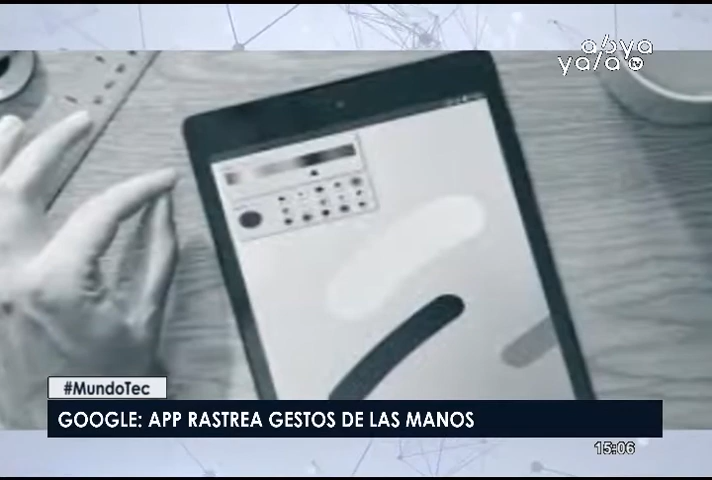 abya
yala tv
#MundoTec
GOOGLE: APP RASTREA GESTOS DE LAS MANOS
15:06